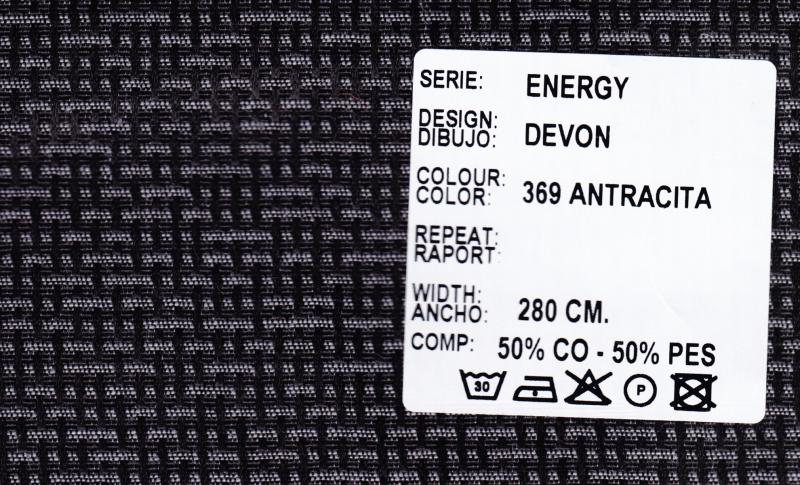 SERIE: ENERGY
DESIGN:
DIBUJO: DEVON
COLOUR:
COLOR: 369 ANTRACITA
REPEAT:
RAPORT:
WIDTH:
ANCHO: 280 CM.
COMP: 50% CO - 50% PES
30 P